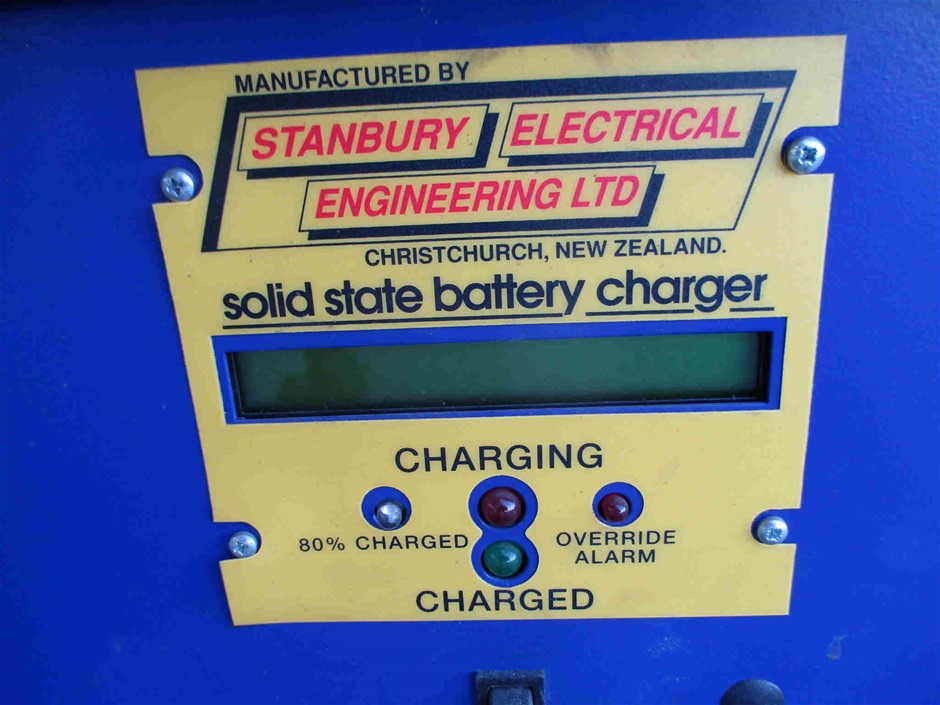 MANUFACTURED BY
STANBURY ELECTRICAL
ENGINEERING LTD
CHRISTCHURCH, NEW ZEALAND.
solid state battery charger
CHARGING
80% CHARGED
OVERRIDE
ALARM
CHARGED